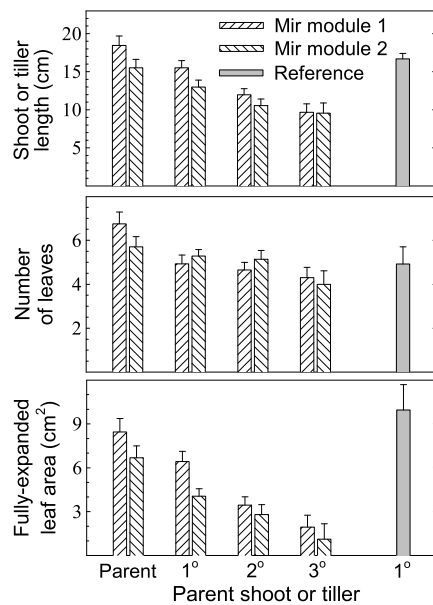 Mir module 1
Mir module 2
Reference
Shoot or tiller
length (cm)
20
15
10
5
Number
of leaves
6
4
2
Fully-expanded
leaf area (cm²)
9
6
3
Parent 1° 2° 3° 1°
Parent shoot or tiller